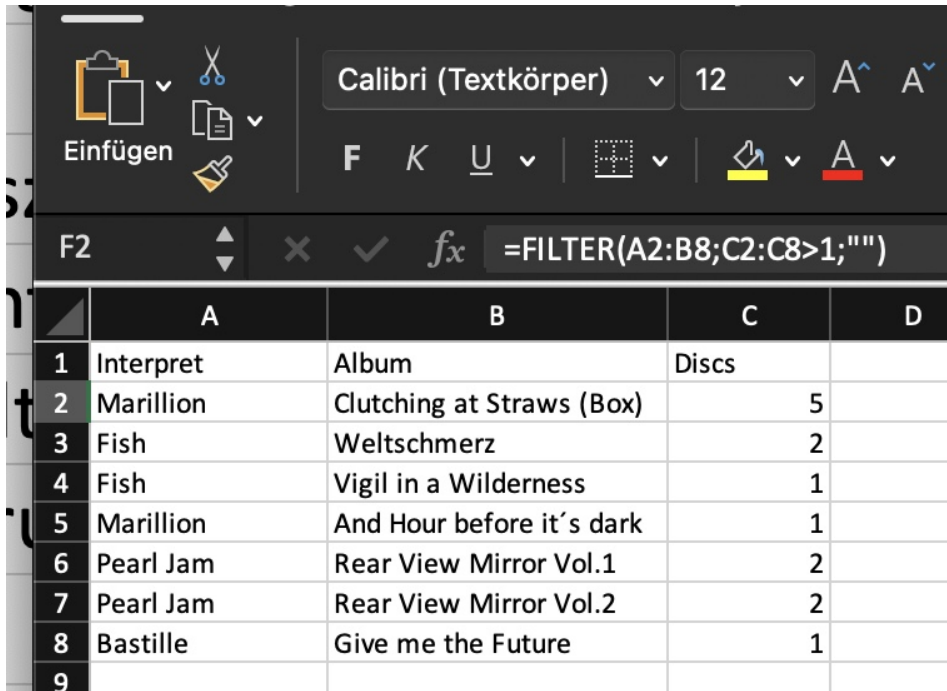 Einfügen
Calibri (Textkörper) 12 A A
F K U A
F2 fx =FILTER(A2:B8;C2:C8>1;"")
A B C D
1 Interpret Album Discs
2 Marillion Clutching at Straws (Box) 5
3 Fish Weltschmerz 2
4 Fish Vigil in a Wilderness 1
5 Marillion And Hour before it´s dark 1
6 Pearl Jam Rear View Mirror Vol.1 2
7 Pearl Jam Rear View Mirror Vol.2 2
8 Bastille Give me the Future 1
9